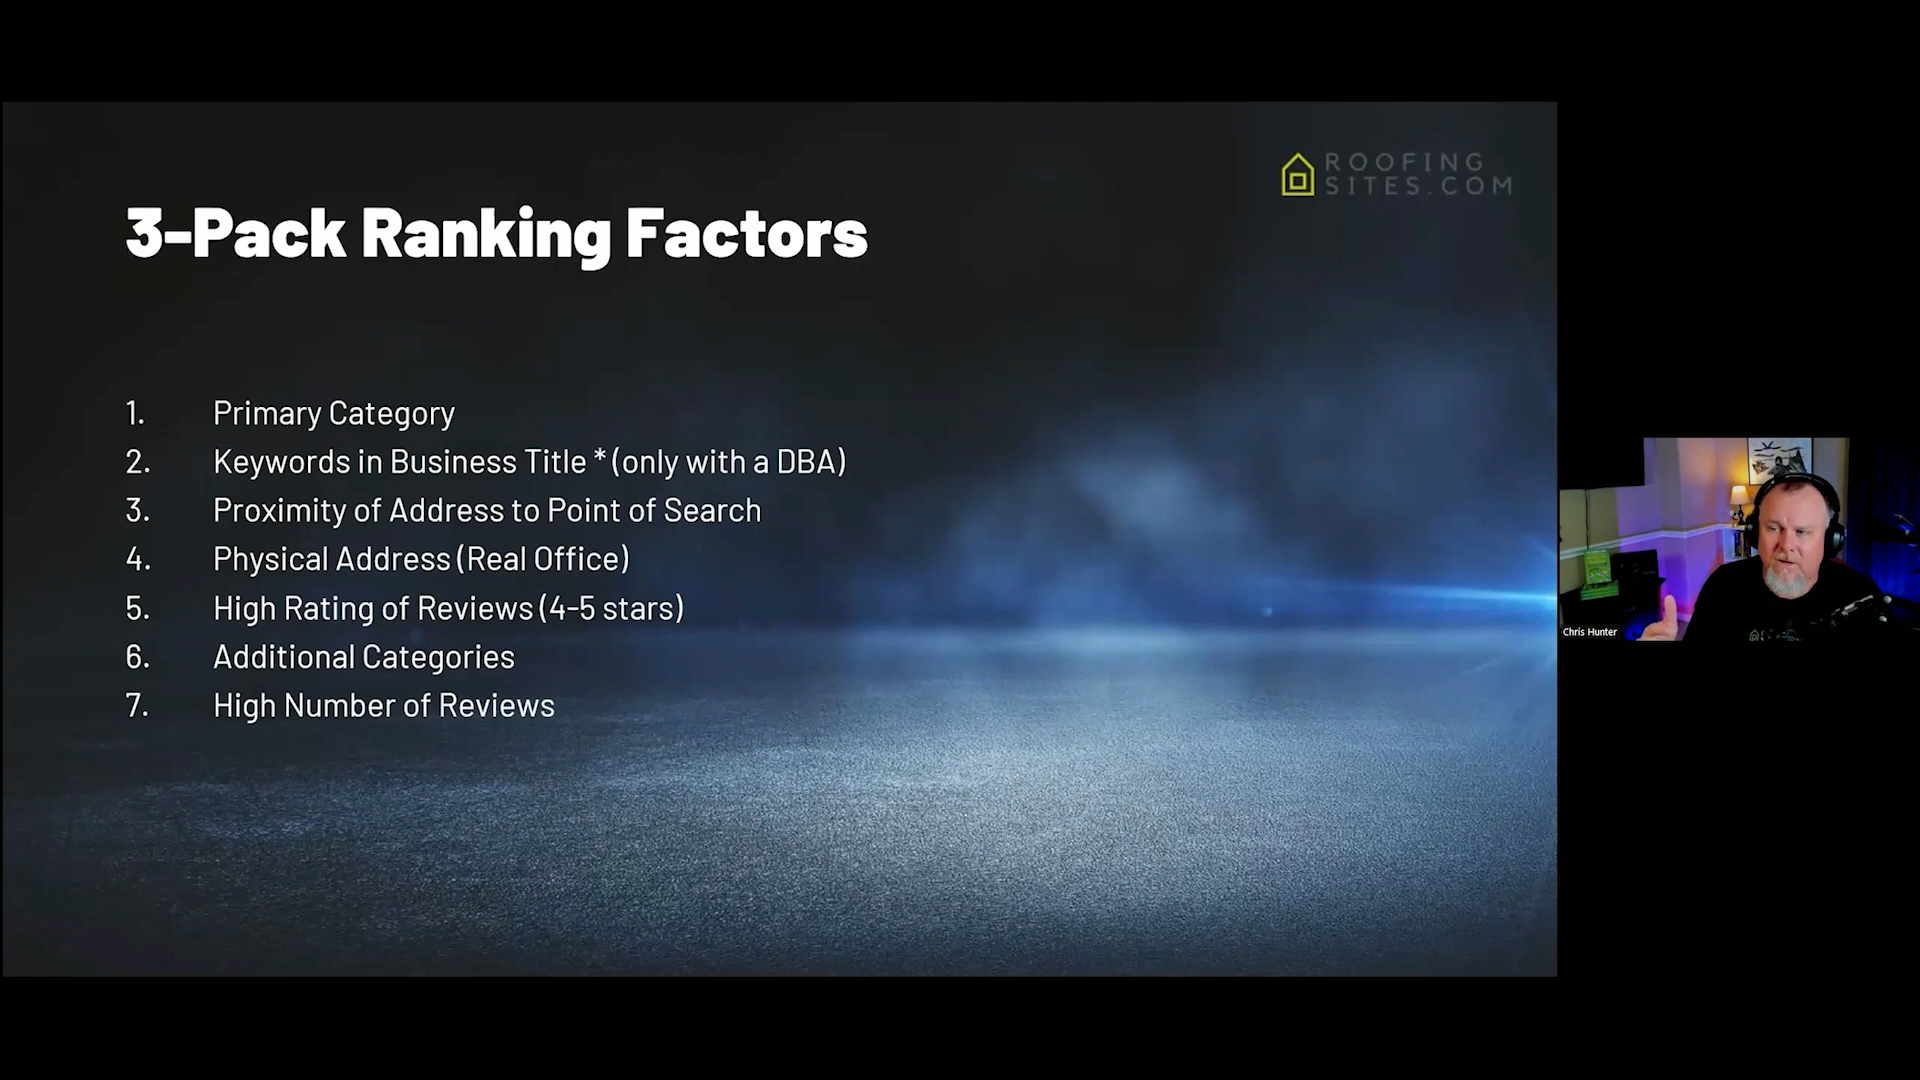 ROOFING
SITES.COM
3-Pack Ranking Factors
1. Primary Category
2. Keywords in Business Title * (only with a DBA)
3. Proximity of Address to Point of Search
4. Physical Address (Real Office)
5. High Rating of Reviews (4-5 stars)
6. Additional Categories
7. High Number of Reviews
Chris Hunter